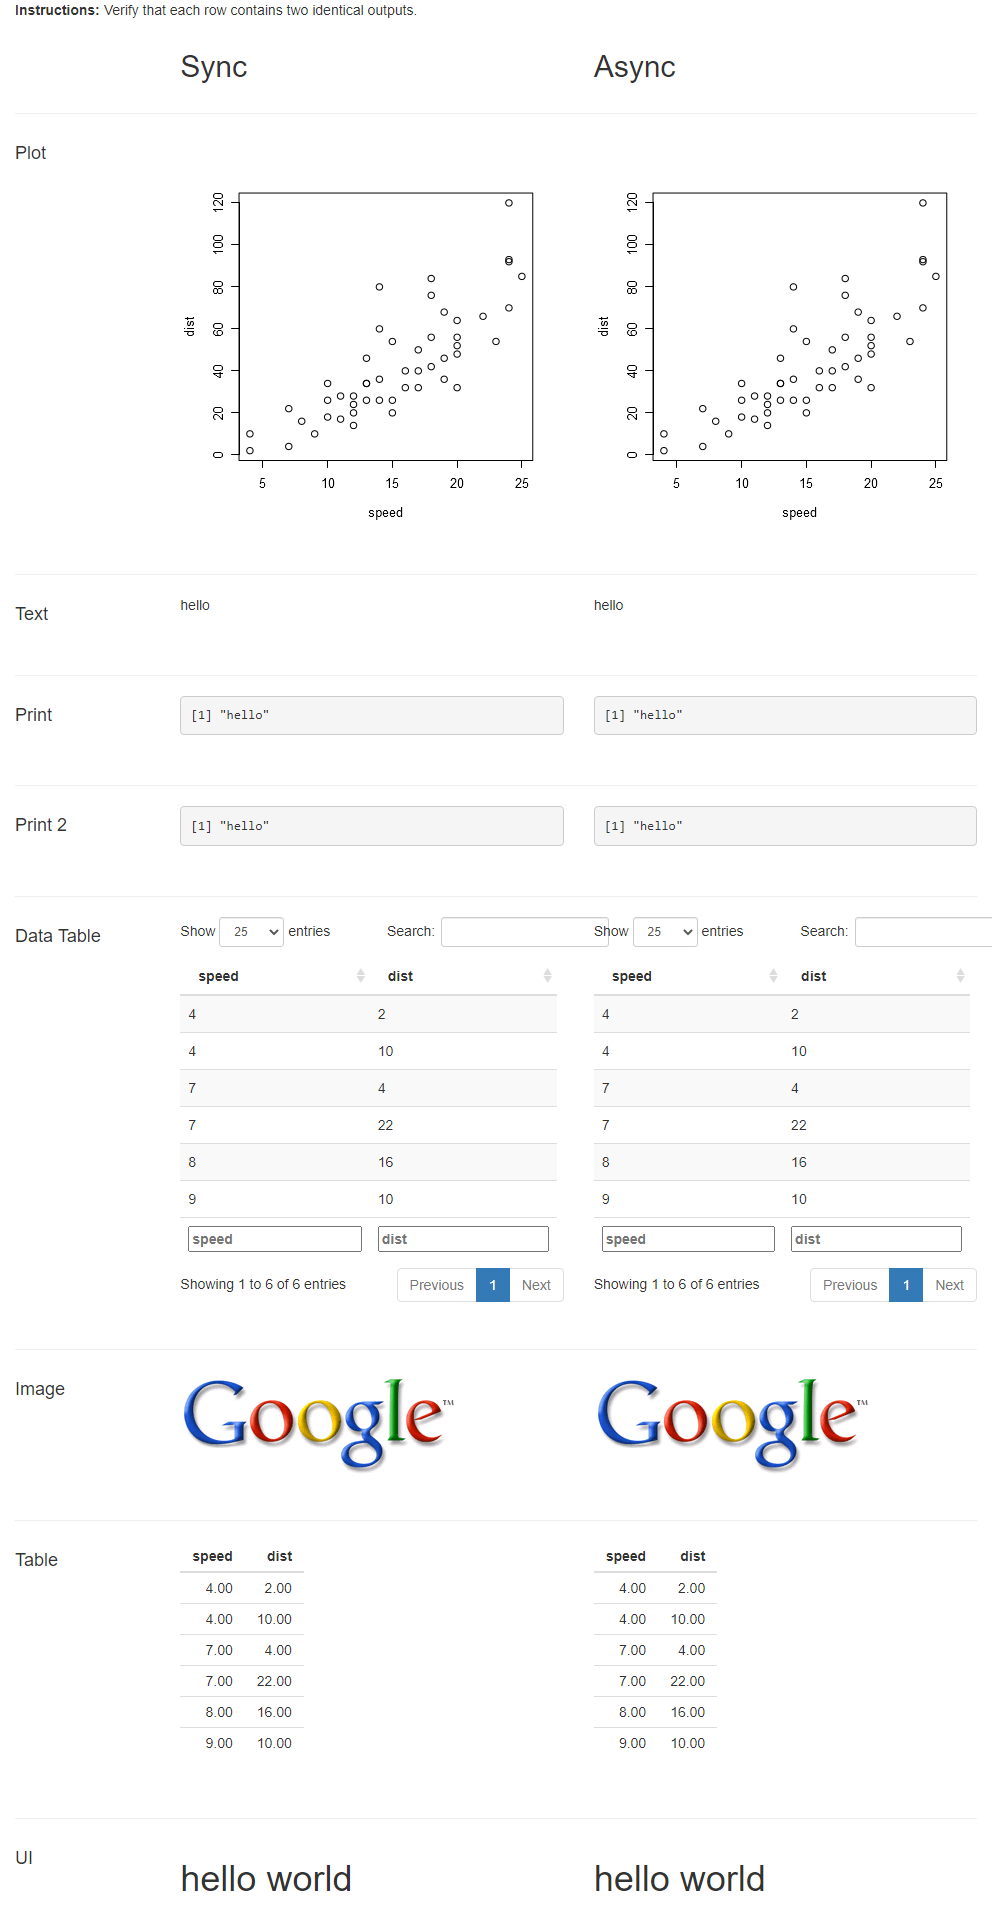 Instructions: Verify that each row contains two identical outputs.
Sync Async
Plot
120 120
100 100
80 80
60 60
40 40
20 20
0 0
dist dist
5 10 15 20 25 5 10 15 20 25
speed speed
Text hello hello
Print [1] "hello" [1] "hello"
Print 2 [1] "hello" [1] "hello"
Data Table Show 25 entries Search: Show 25 entries Search:
speed dist speed dist
4 2 4 2
4 10 4 10
7 4 7 4
7 22 7 22
8 16 8 16
9 10 9 10
speed dist speed dist
Showing 1 to 6 of 6 entries Previous 1 Next Showing 1 to 6 of 6 entries Previous 1 Next
Image Google™ Google™
Table speed dist speed dist
4.00 2.00 4.00 2.00
4.00 10.00 4.00 10.00
7.00 4.00 7.00 4.00
7.00 22.00 7.00 22.00
8.00 16.00 8.00 16.00
9.00 10.00 9.00 10.00
UI hello world hello world